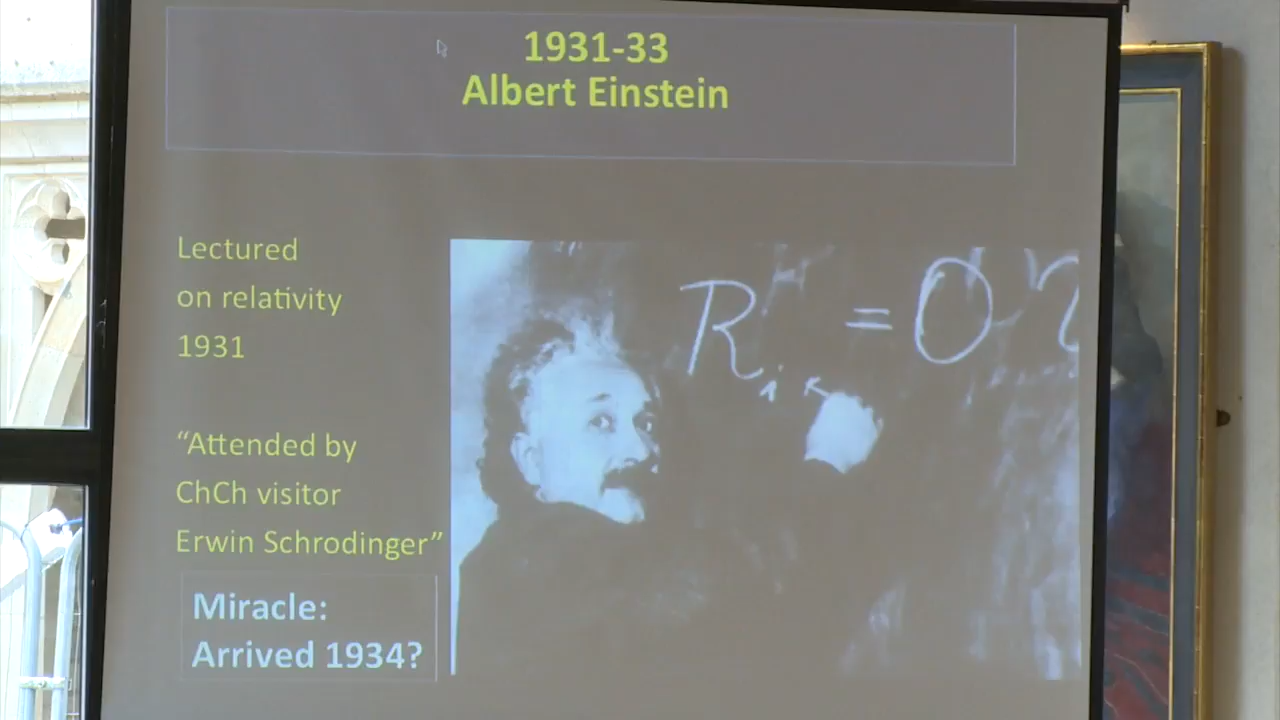 1931-33
Albert Einstein
Lectured
on relativity
1931
“Attended by
ChCh visitor
Erwin Schrodinger”
Miracle:
Arrived 1934?
R i κ = 0